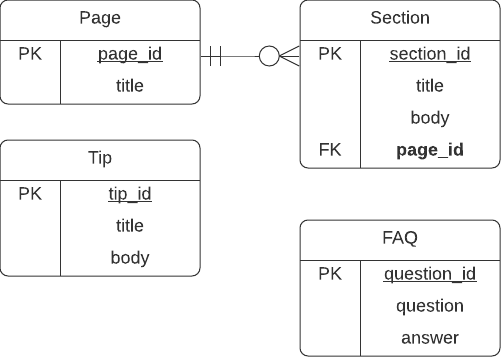 Page
PK page_id
title
Section
PK section_id
title
body
FK page_id
Tip
PK tip_id
title
body
FAQ
PK question_id
question
answer